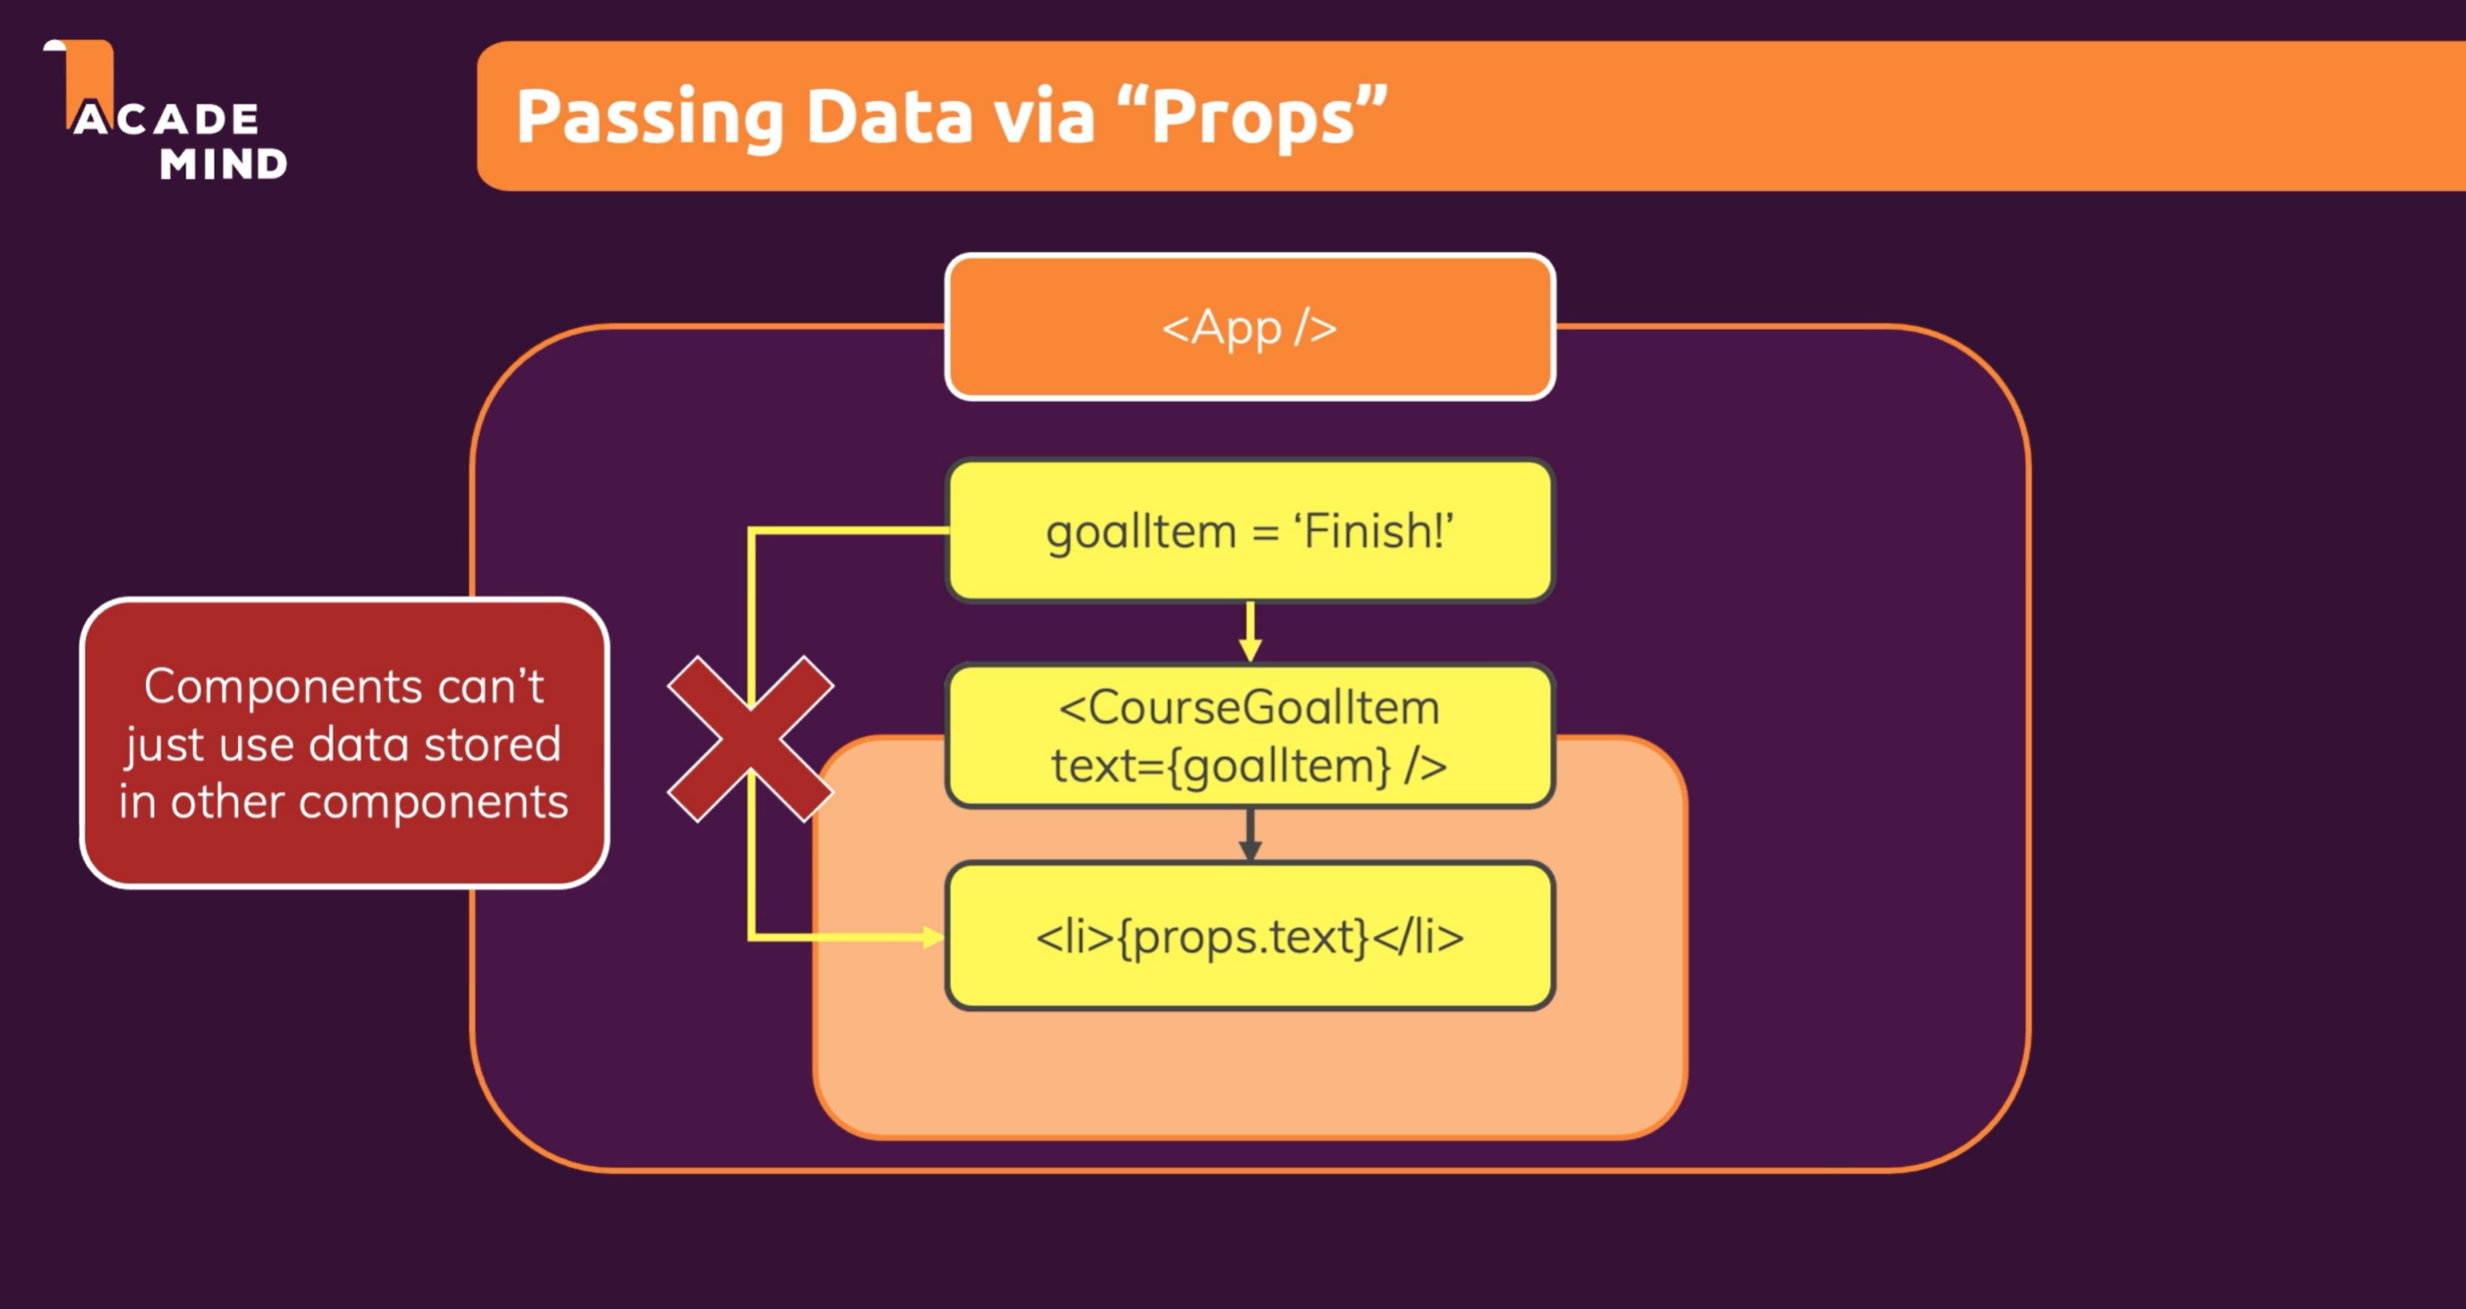 ACADE
MIND
Passing Data via “Props”
<App />
goalItem = ‘Finish!’
Components can’t
just use data stored
in other components
<CourseGoalItem
text={goalItem} />
<li>{props.text}</li>